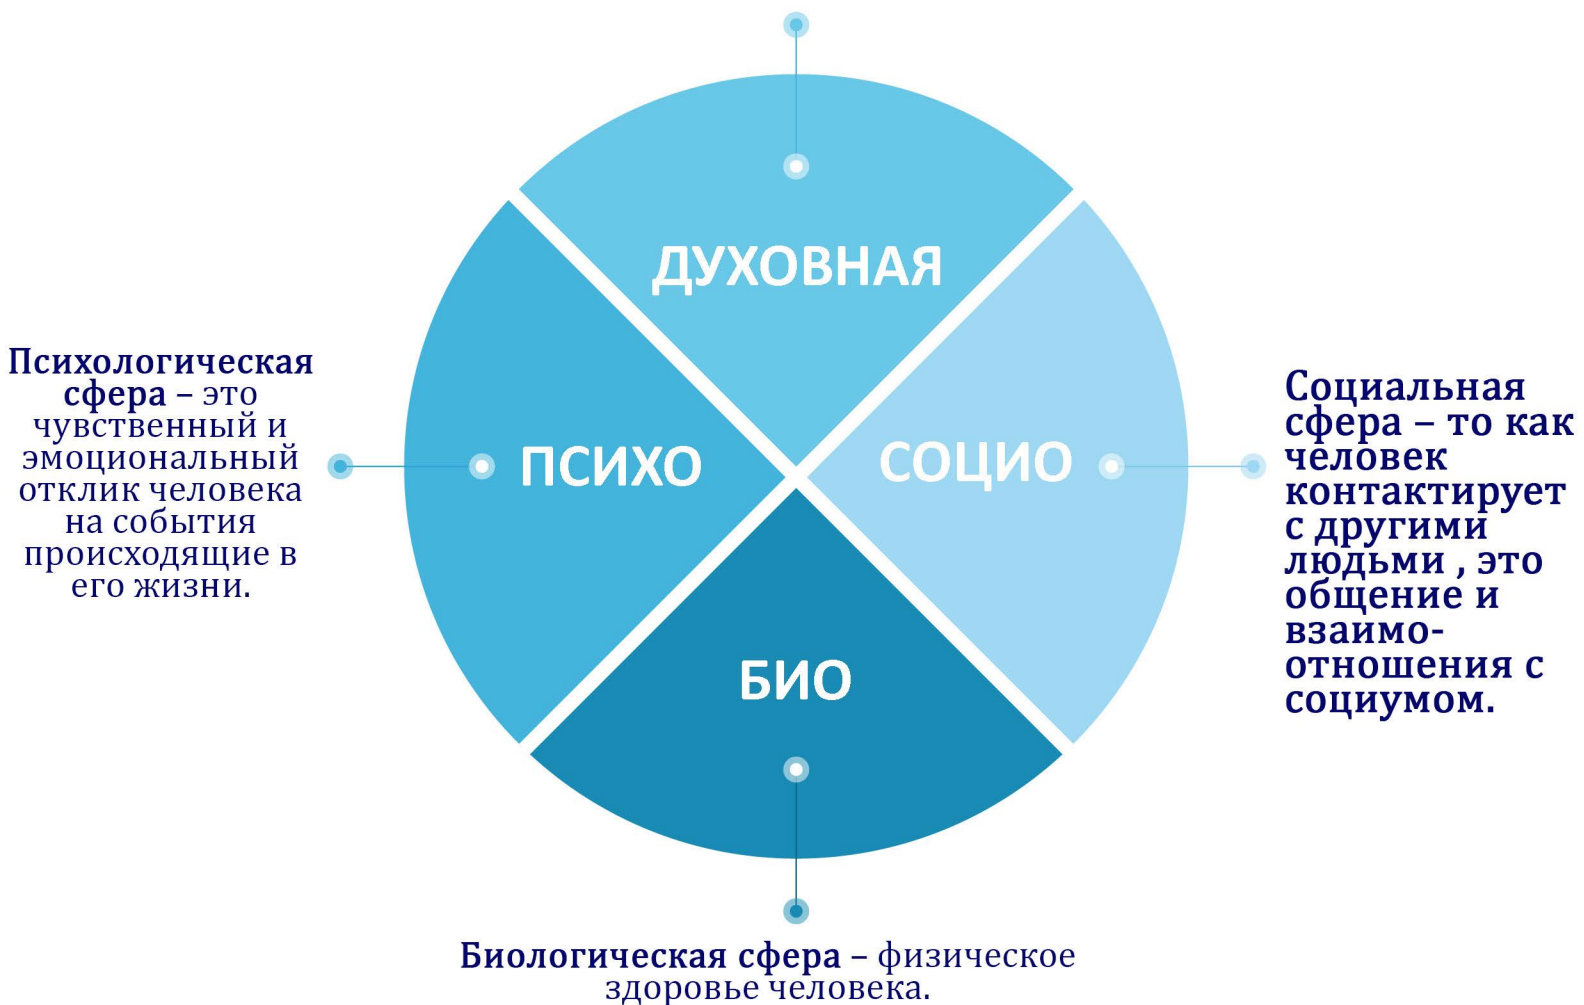 ДУХОВНАЯ
Психологическая
сфера – это
чувственный и
эмоциональный
отклик человека
на события
происходящие в
его жизни.
ПСИХО
СОЦИО
Социальная
сфера – то как
человек
контактирует
с другими
людьми , это
общение и
взаимо-
отношения с
социумом.
БИО
Биологическая сфера – физическое
здоровье человека.